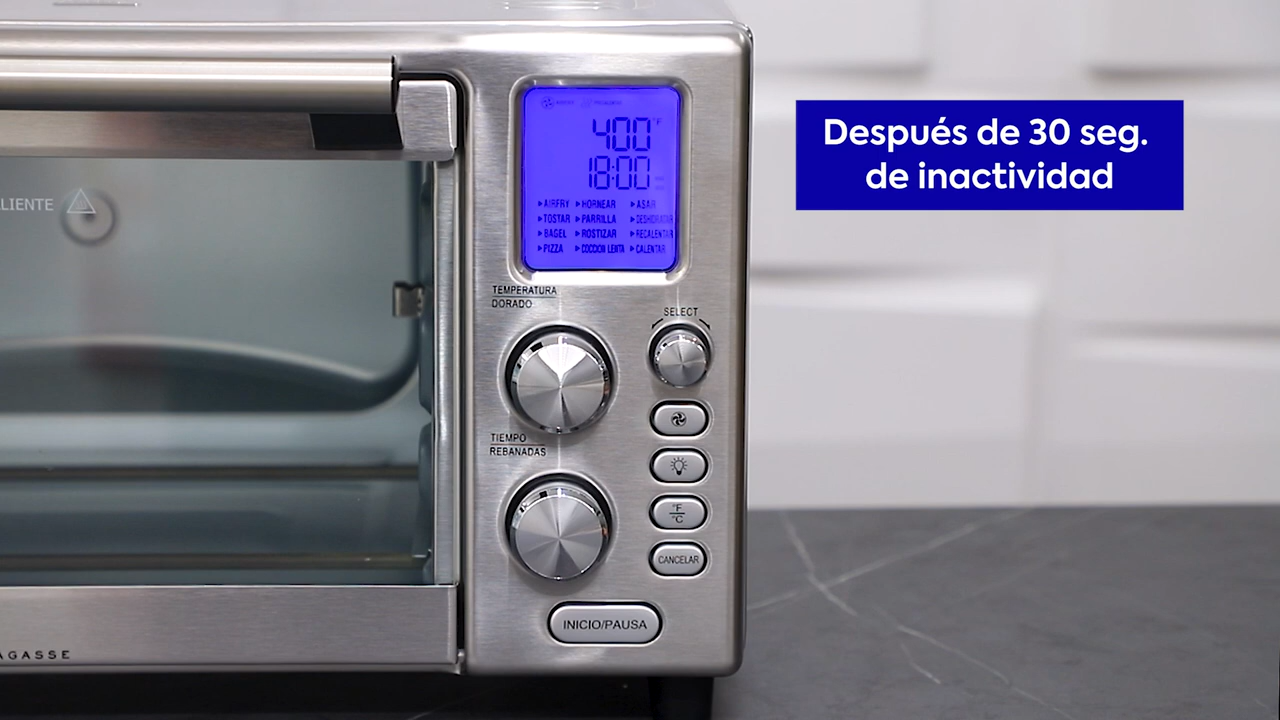 Después de 30 seg.
de inactividad
LIENTE
400°F
18:00
AIRFRY HORNEAR ASAR
TOSTAR PARRILLA DESHIDRATAR
BAGEL ROSTIZAR RECALENTAR
PIZZA COCCION LENTA CALENTAR
TEMPERATURA
DORADO
SELECT
TIEMPO
REBANADAS
°F
°C
CANCELAR
INICIO/PAUSA
AGASSE